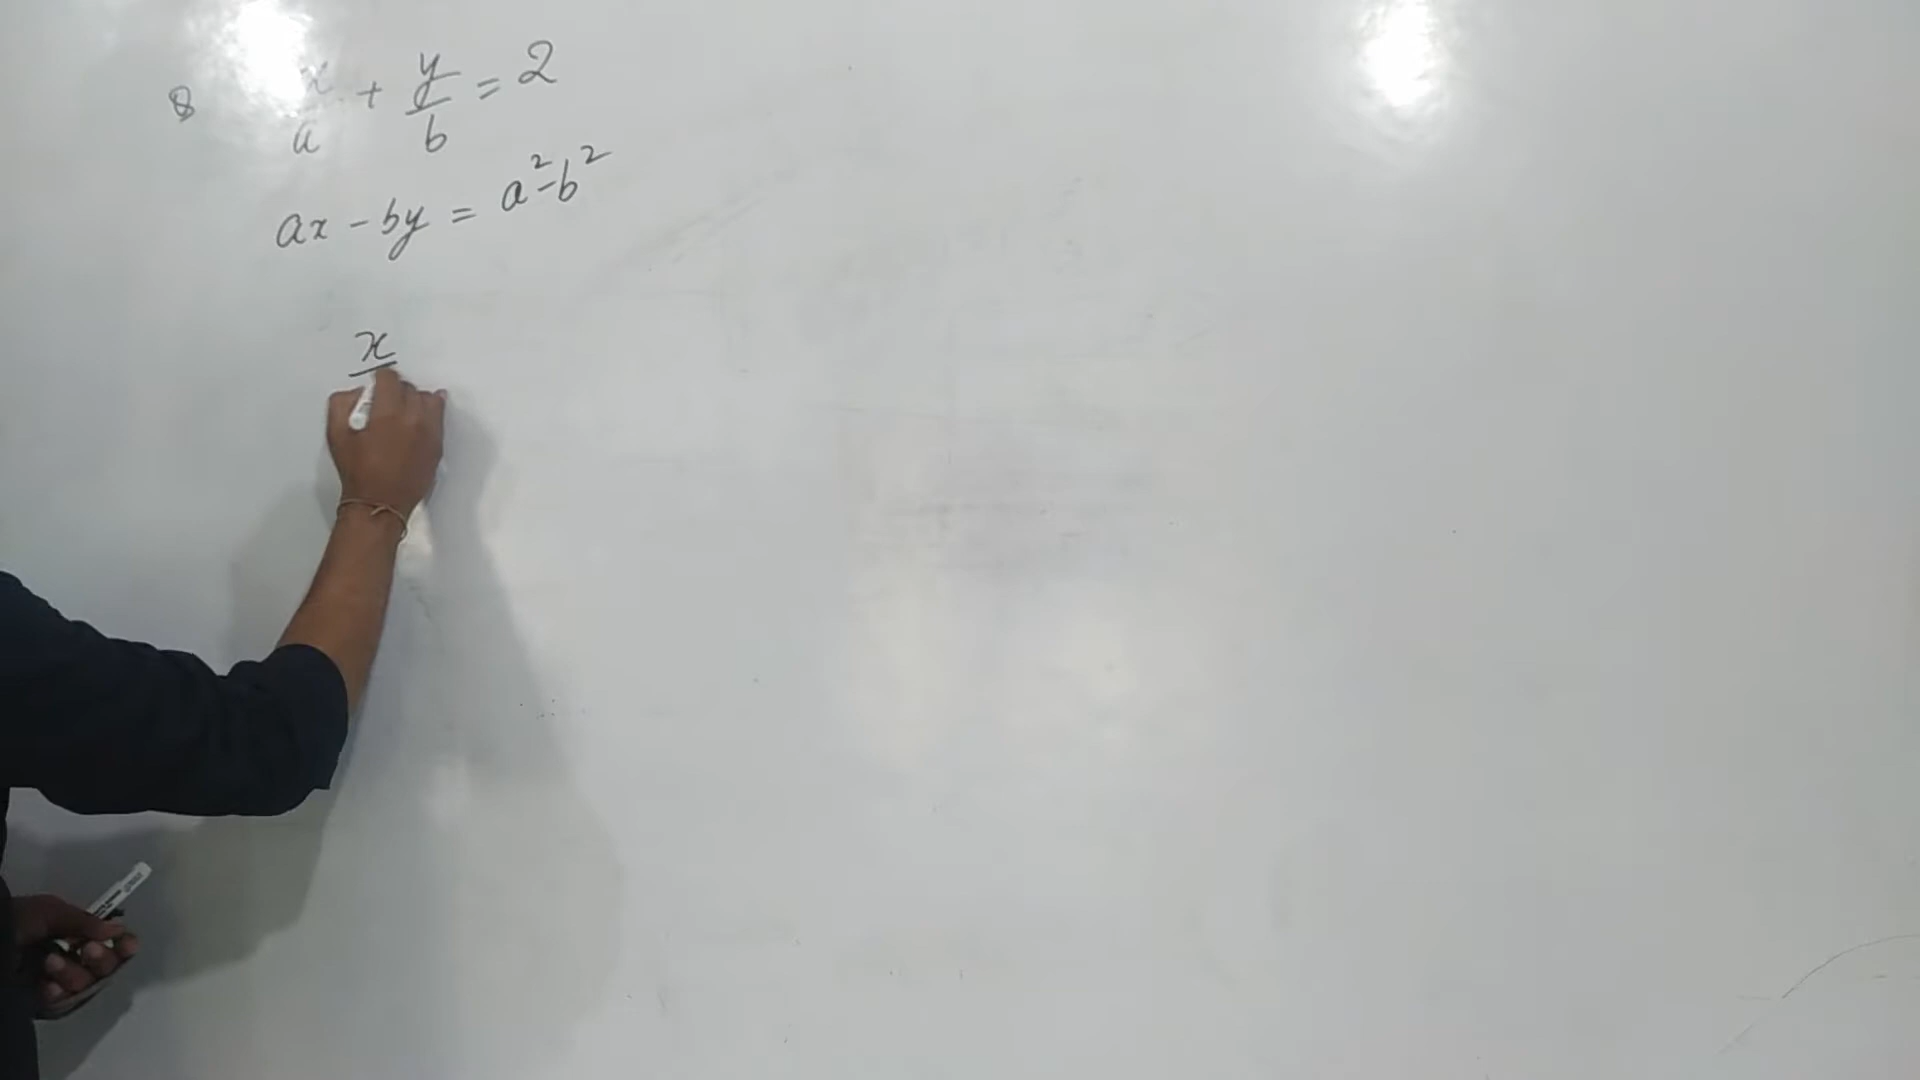 8 x/a + y/b = 2
ax - by = a²-b²
x